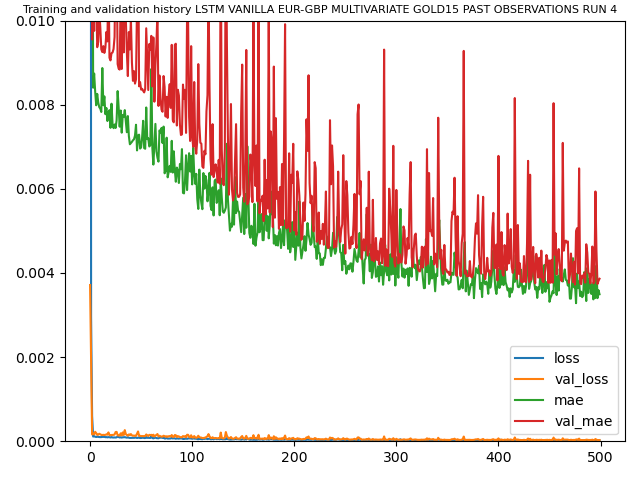 Training and validation history LSTM VANILLA EUR-GBP MULTIVARIATE GOLD15 PAST OBSERVATIONS RUN 4
0.010
0.008
0.006
0.004
0.002
0.000
0 100 200 300 400 500
loss
val_loss
mae
val_mae